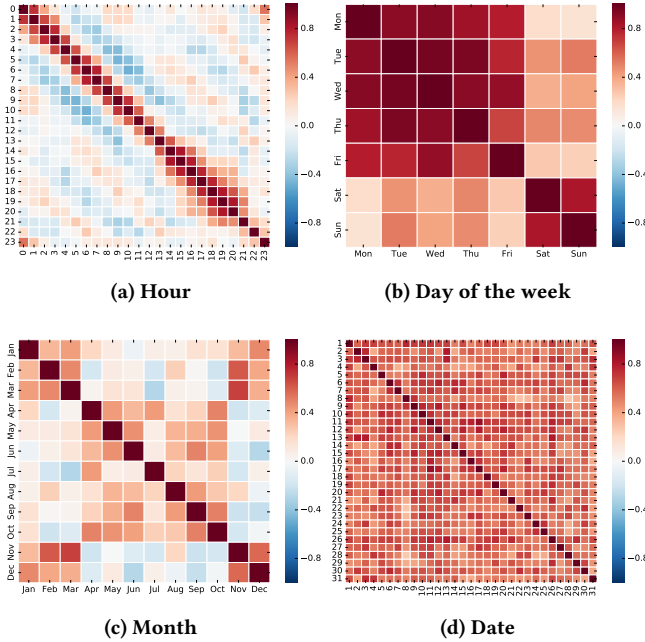 0
1
2
3
4
5
6
7
8
9
10
11
12
13
14
15
16
17
18
19
20
21
22
23
0 1 2 3 4 5 6 7 8 9 10 11 12 13 14 15 16 17 18 19 20 21 22 23
0.8
0.4
0.0
−0.4
−0.8
(a) Hour
Mon
Tue
Wed
Thu
Fri
Sat
Sun
Mon Tue Wed Thu Fri Sat Sun
0.8
0.4
0.0
−0.4
−0.8
(b) Day of the week
Jan
Feb
Mar
Apr
May
Jun
Jul
Aug
Sep
Oct
Nov
Dec
Jan Feb Mar Apr May Jun Jul Aug Sep Oct Nov Dec
0.8
0.4
0.0
−0.4
−0.8
(c) Month
1
2
3
4
5
6
7
8
9
10
11
12
13
14
15
16
17
18
19
20
21
22
23
24
25
26
27
28
29
30
31
1 2 3 4 5 6 7 8 9 10 11 12 13 14 15 16 17 18 19 20 21 22 23 24 25 26 27 28 29 30 31
0.8
0.4
0.0
−0.4
−0.8
(d) Date